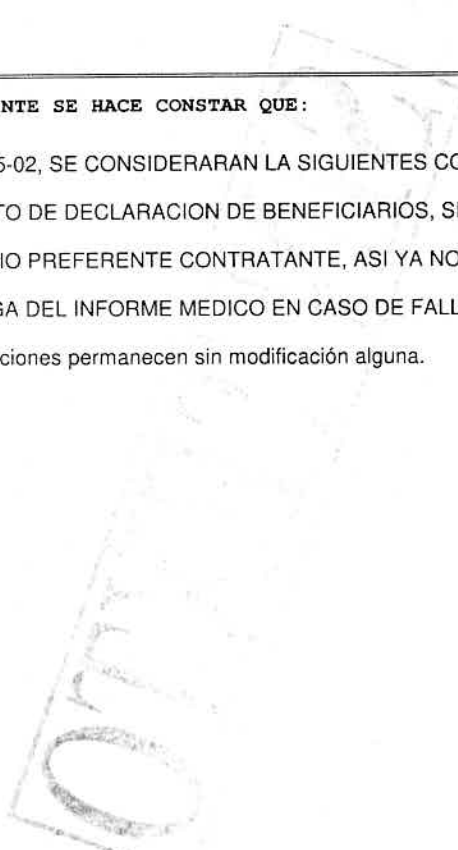 NTE SE HACE CONSTAR QUE:
5-02, SE CONSIDERARAN LA SIGUIENTES CO
TO DE DECLARACION DE BENEFICIARIOS, S
IO PREFERENTE CONTRATANTE, ASI YA NO
GA DEL INFORME MEDICO EN CASO DE FALL
ciones permanecen sin modificación alguna.